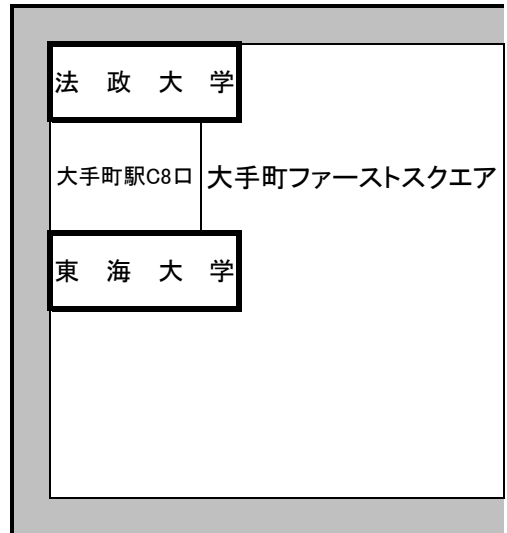 法 政 大 学
大手町駅C8口
大手町ファーストスクエア
東 海 大 学